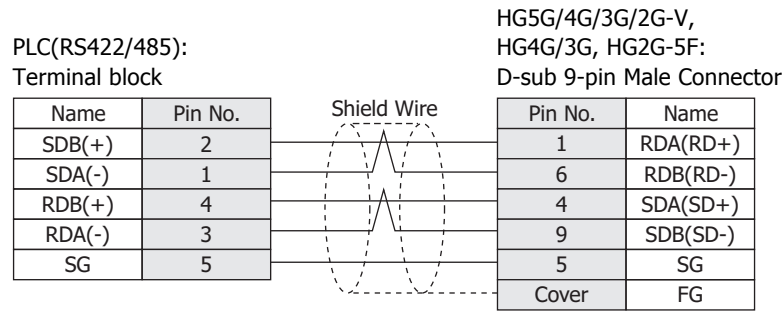 HG5G/4G/3G/2G-V,
PLC(RS422/485): HG4G/3G, HG2G-5F:
Terminal block D-sub 9-pin Male Connector
Name Pin No. Shield Wire Pin No. Name
SDB(+) 2 1 RDA(RD+)
SDA(-) 1 6 RDB(RD-)
RDB(+) 4 4 SDA(SD+)
RDA(-) 3 9 SDB(SD-)
SG 5 5 SG
Cover FG